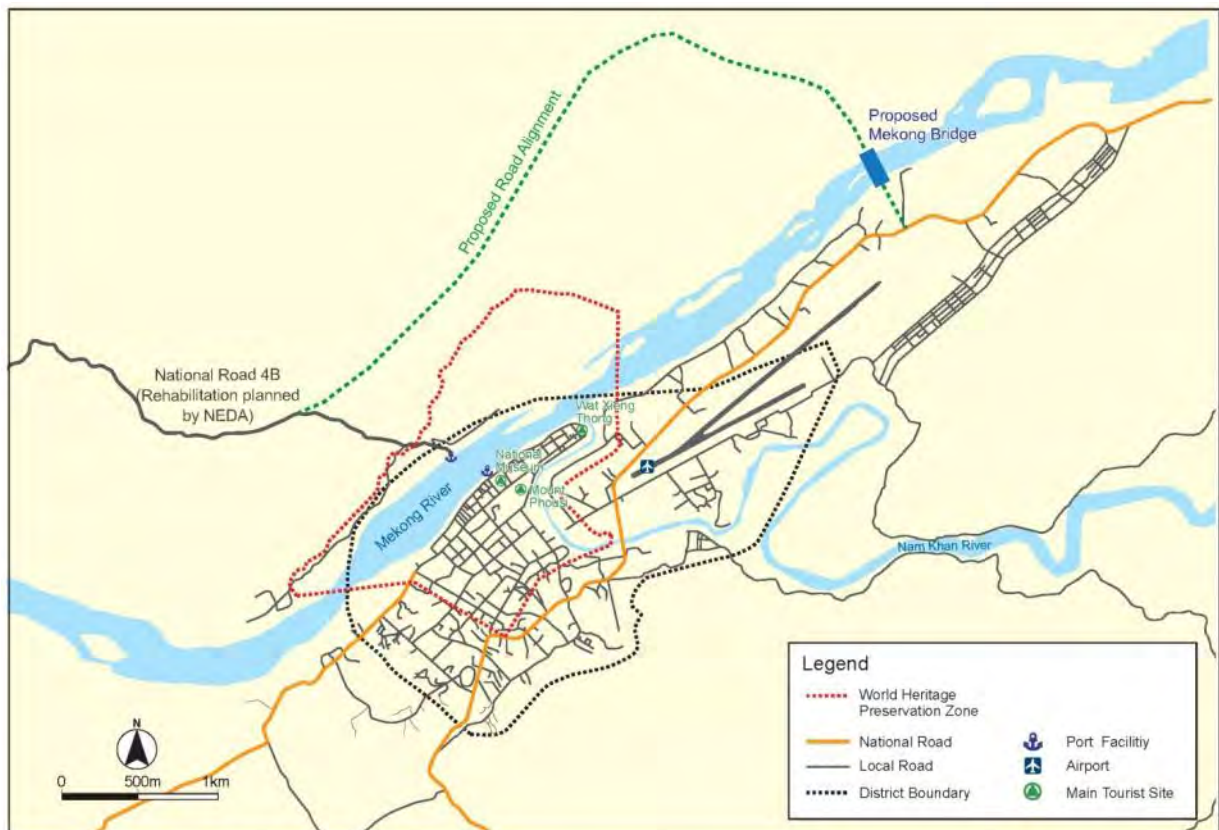 Proposed
Mekong Bridge
Proposed Road Alignment
National Road 4B
(Rehabilitation planned
by NEDA)
Wat Xieng
Thong
National
Museum
Mount
Phousi
Mekong River
Nam Khan River
N
0 500m 1km
Legend
World Heritage
Preservation Zone
National Road
Local Road
District Boundary
Port Facilitiy
Airport
Main Tourist Site